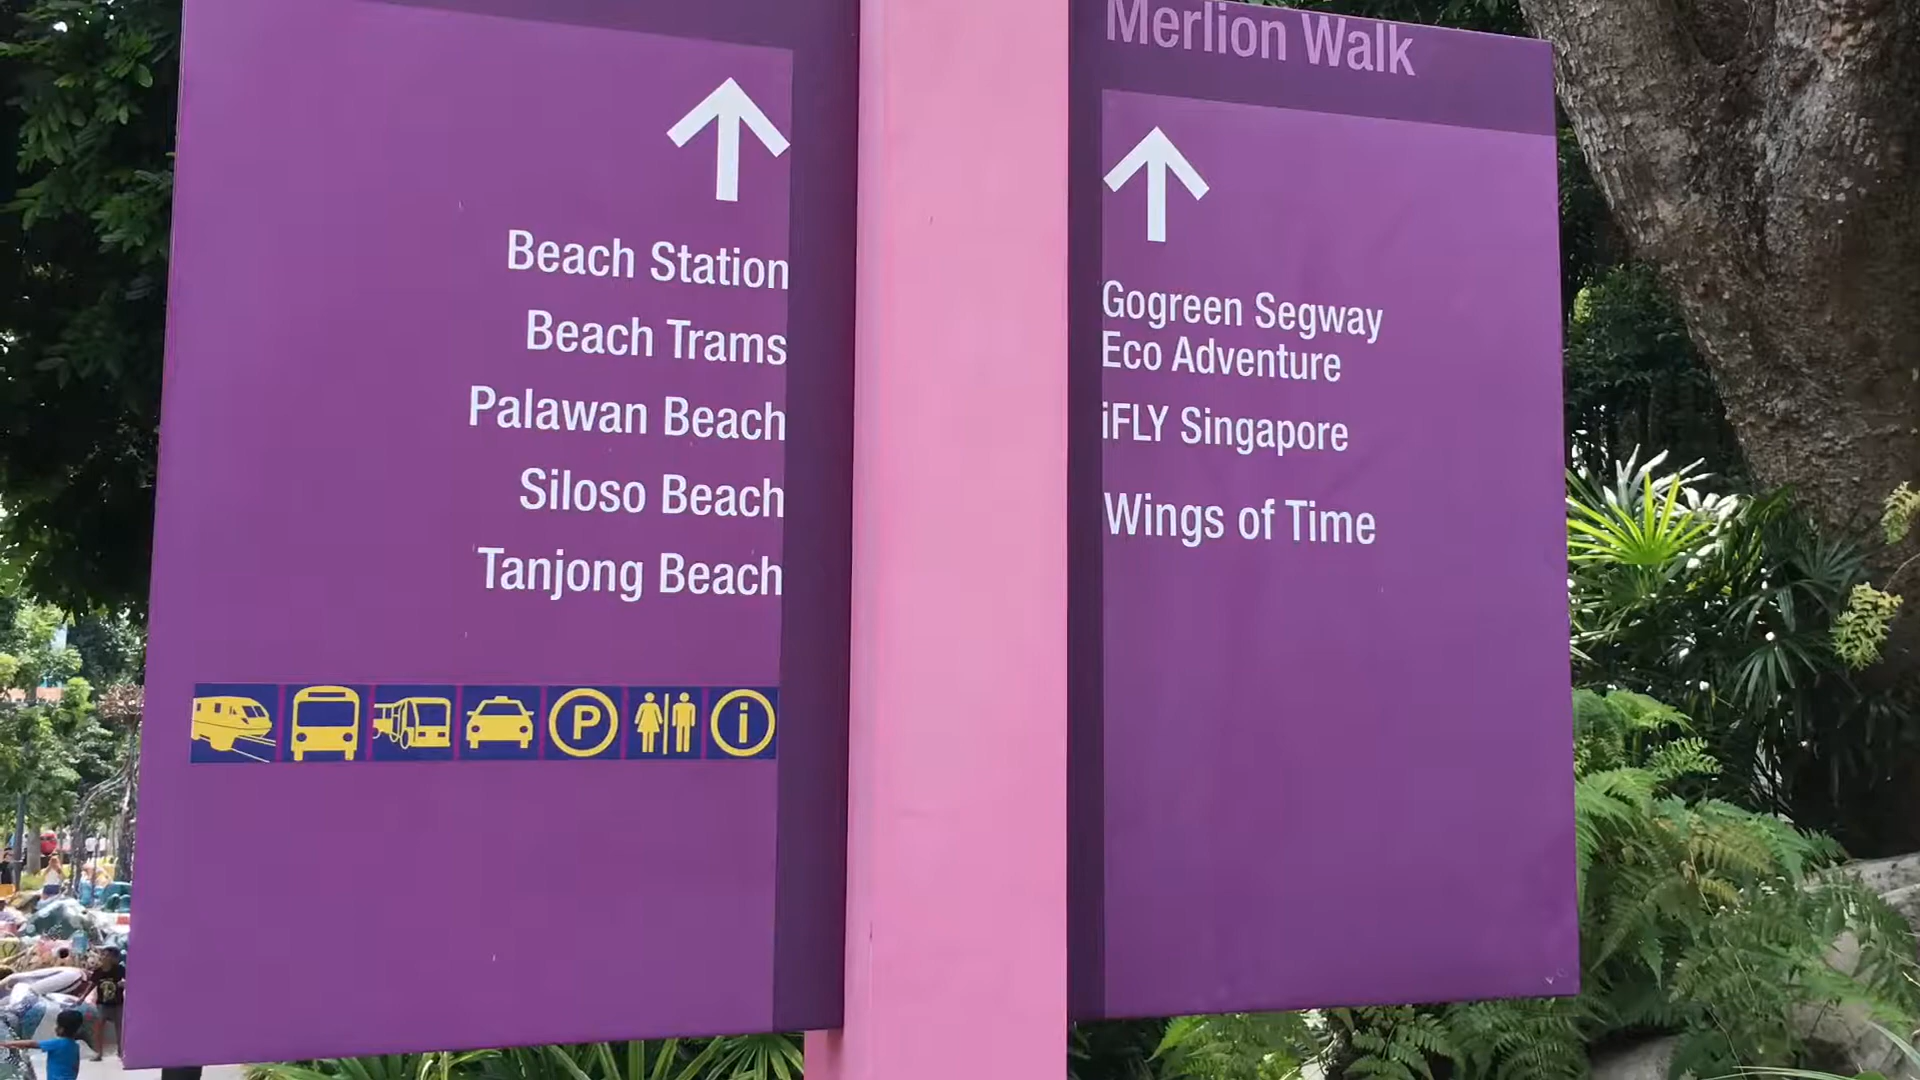 Beach Station
Beach Trams
Palawan Beach
Siloso Beach
Tanjong Beach
P
i
Merlion Walk
Gogreen Segway
Eco Adventure
iFLY Singapore
Wings of Time